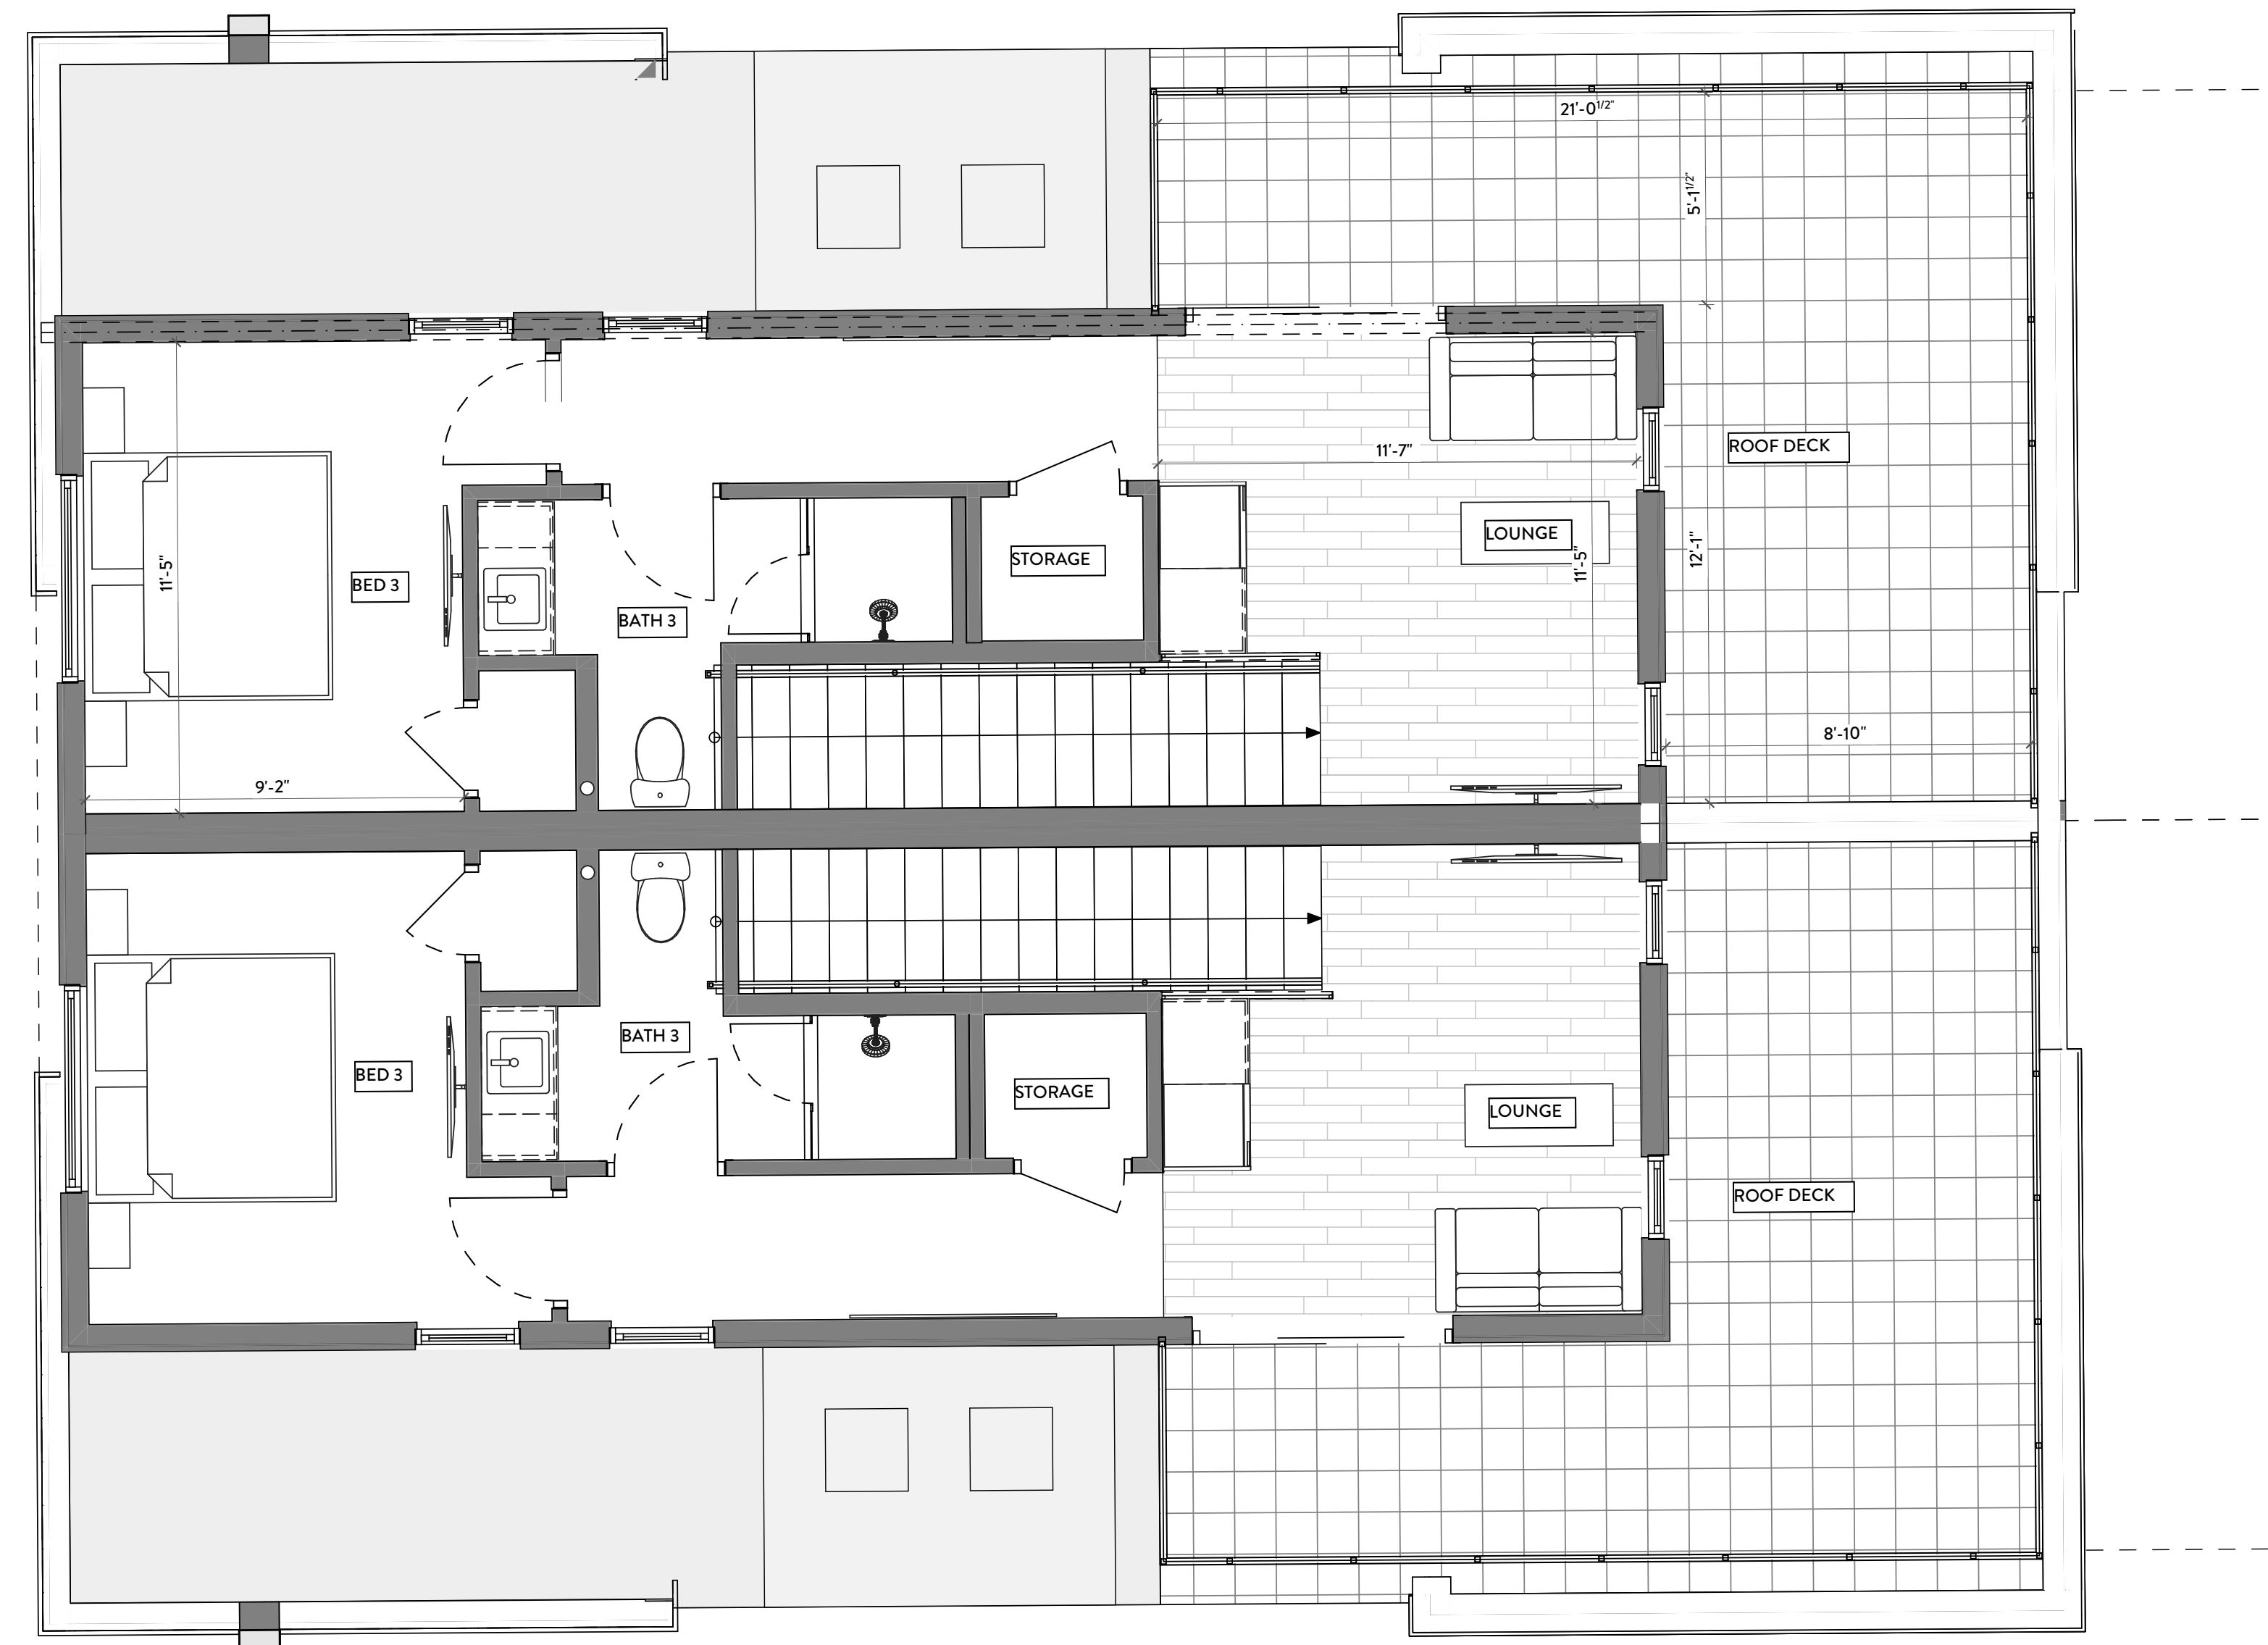 21'-0 1/2"
5'-1 1/2"
11'-7"
ROOF DECK
LOUNGE
STORAGE
11'-5"
12'-1"
11'-5"
BED 3
BATH 3
8'-10"
9'-2"
BATH 3
BED 3
STORAGE
LOUNGE
ROOF DECK